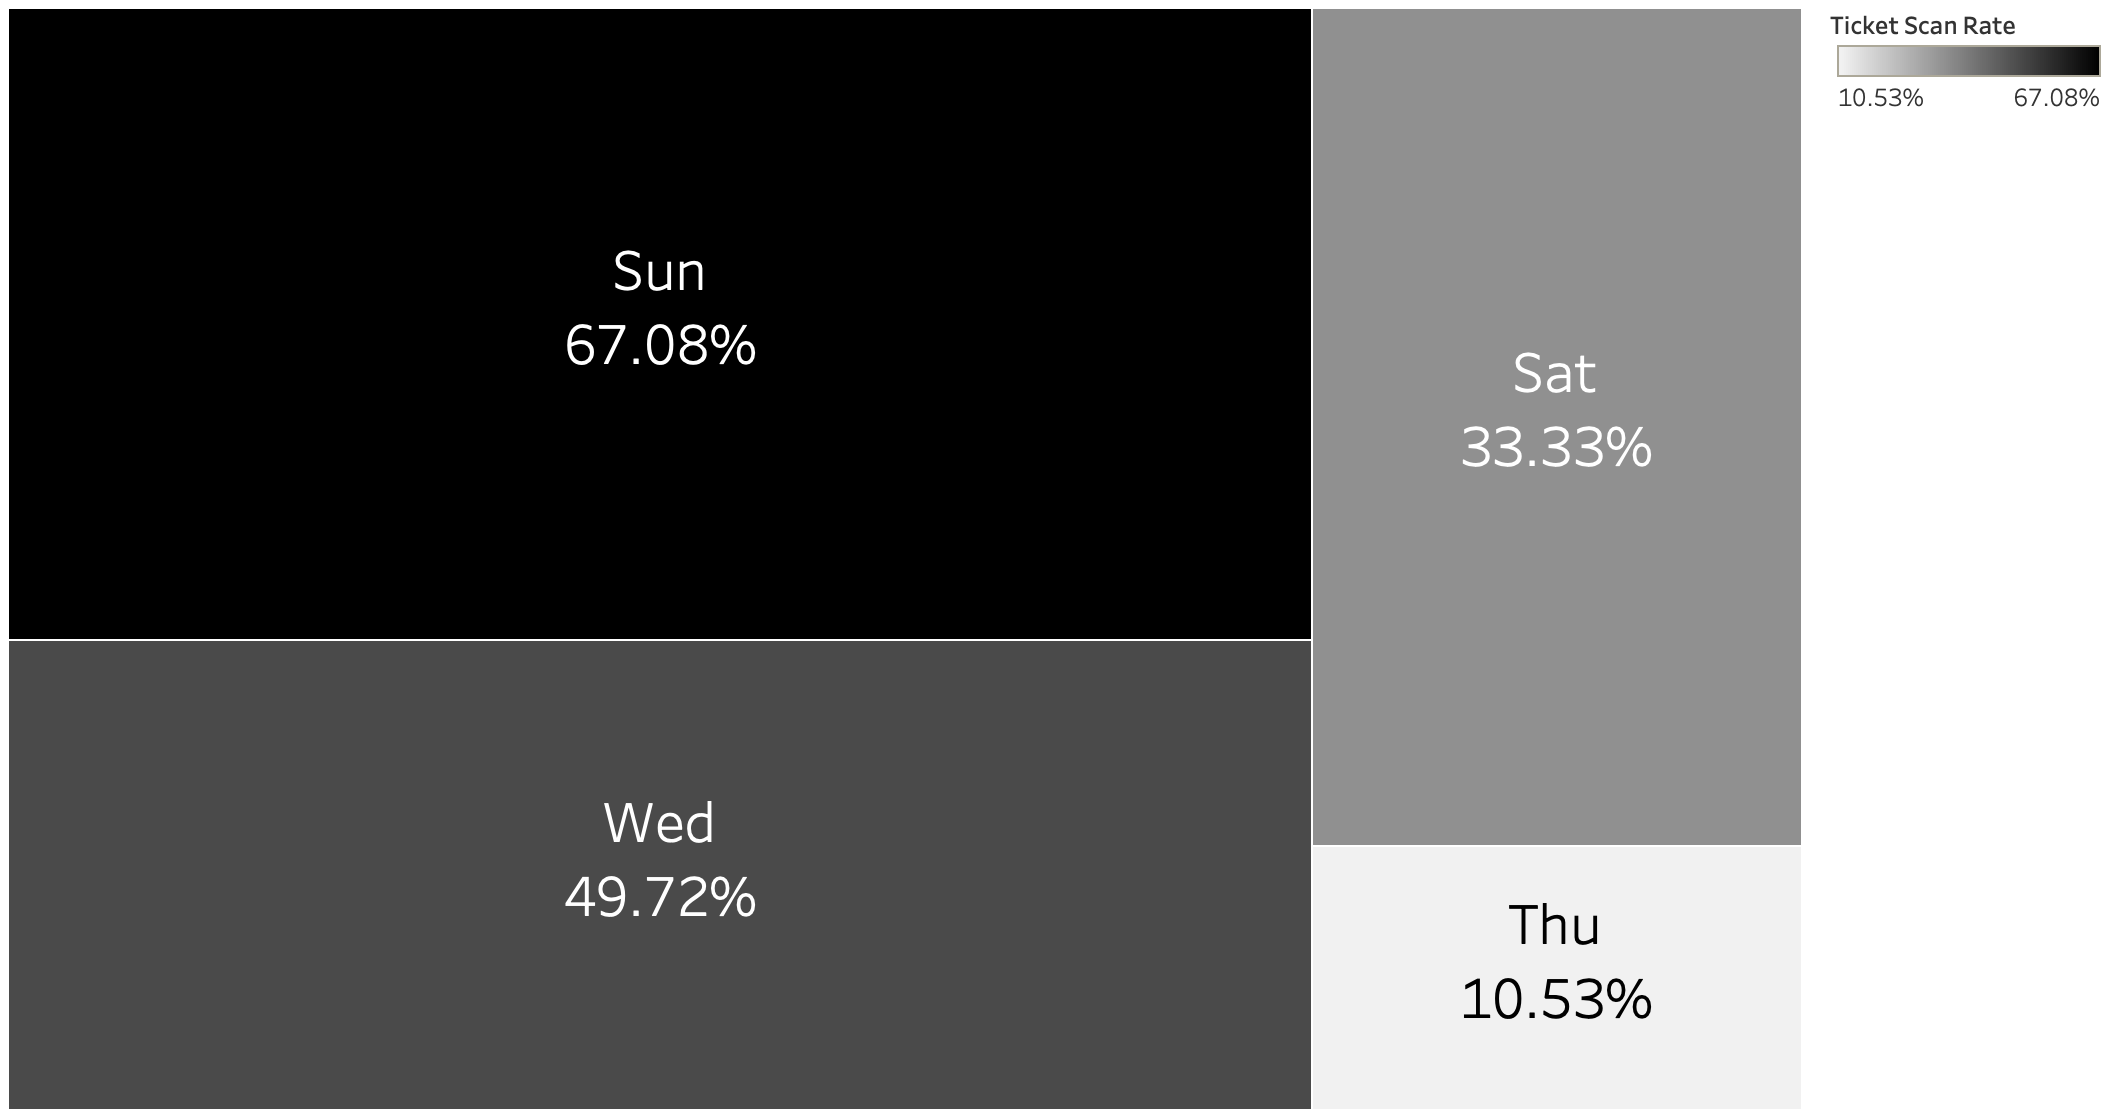 Sun
67.08%
Wed
49.72%
Sat
33.33%
Thu
10.53%
Ticket Scan Rate
10.53% 67.08%